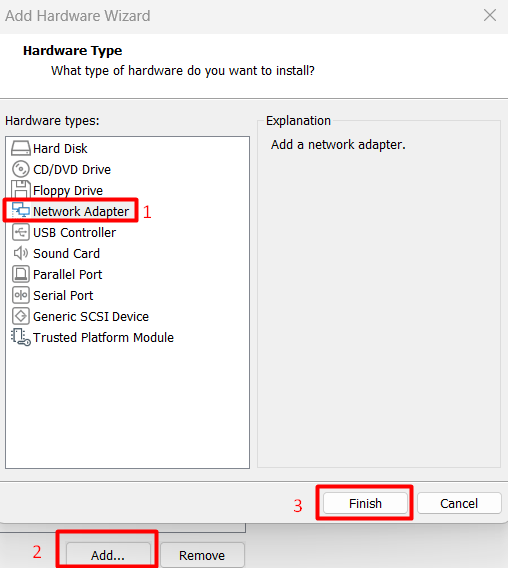 Add Hardware Wizard
Hardware Type
What type of hardware do you want to install?
Hardware types:
Hard Disk
CD/DVD Drive
Floppy Drive
Network Adapter 1
USB Controller
Sound Card
Parallel Port
Serial Port
Generic SCSI Device
Trusted Platform Module
Explanation
Add a network adapter.
3 Finish Cancel
2 Add... Remove